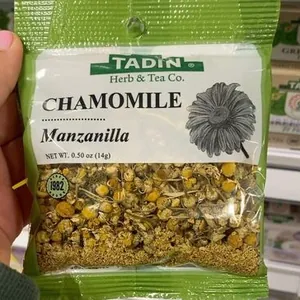 TADIN ®
Herb & Tea Co.
CHAMOMILE
Manzanilla
NET WT. 0.50 oz (14g)
1982